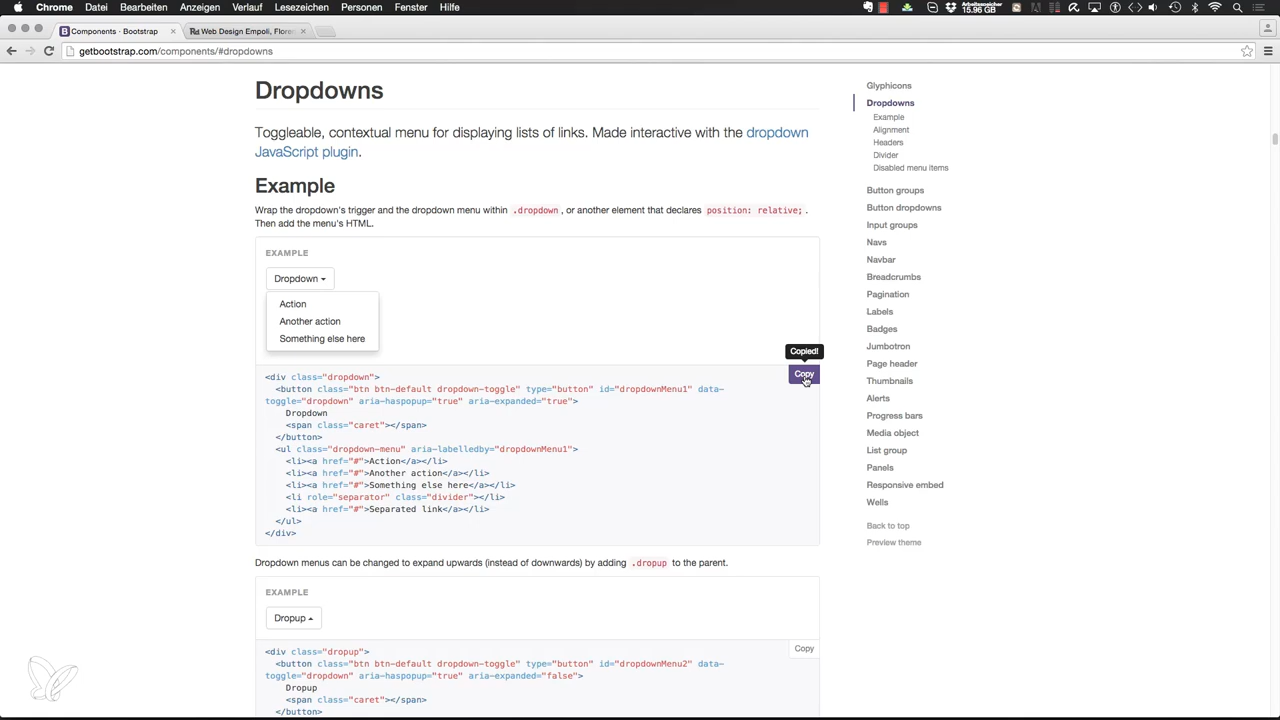 Chrome Datei Bearbeiten Anzeigen Verlauf Lesezeichen Personen Fenster Hilfe
15.96 GB
Components · Bootstrap
Web Design Empoli, Flore
getbootstrap.com/components/#dropdowns
Dropdowns
Toggleable, contextual menu for displaying lists of links. Made interactive with the dropdown
JavaScript plugin.
Example
Wrap the dropdown's trigger and the dropdown menu within .dropdown, or another element that declares position: relative;.
Then add the menu's HTML.
EXAMPLE
Dropdown
Action
Another action
Something else here
Copied!
Copy
<div class="dropdown">
<button class="btn btn-default dropdown-toggle" type="button" id="dropdownMenu1" data-
toggle="dropdown" aria-haspopup="true" aria-expanded="true">
Dropdown
<span class="caret"></span>
</button>
<ul class="dropdown-menu" aria-labelledby="dropdownMenu1">
<li><a href="#">Action</a></li>
<li><a href="#">Another action</a></li>
<li><a href="#">Something else here</a></li>
<li role="separator" class="divider"></li>
<li><a href="#">Separated link</a></li>
</ul>
</div>
Dropdown menus can be changed to expand upwards (instead of downwards) by adding .dropup to the parent.
EXAMPLE
Dropup
Copy
<div class="dropup">
<button class="btn btn-default dropdown-toggle" type="button" id="dropdownMenu2" data-
toggle="dropdown" aria-haspopup="true" aria-expanded="false">
Dropup
<span class="caret"></span>
</button>
Glyphicons
Dropdowns
Example
Alignment
Headers
Divider
Disabled menu items
Button groups
Button dropdowns
Input groups
Navs
Navbar
Breadcrumbs
Pagination
Labels
Badges
Jumbotron
Page header
Thumbnails
Alerts
Progress bars
Media object
List group
Panels
Responsive embed
Wells
Back to top
Preview theme